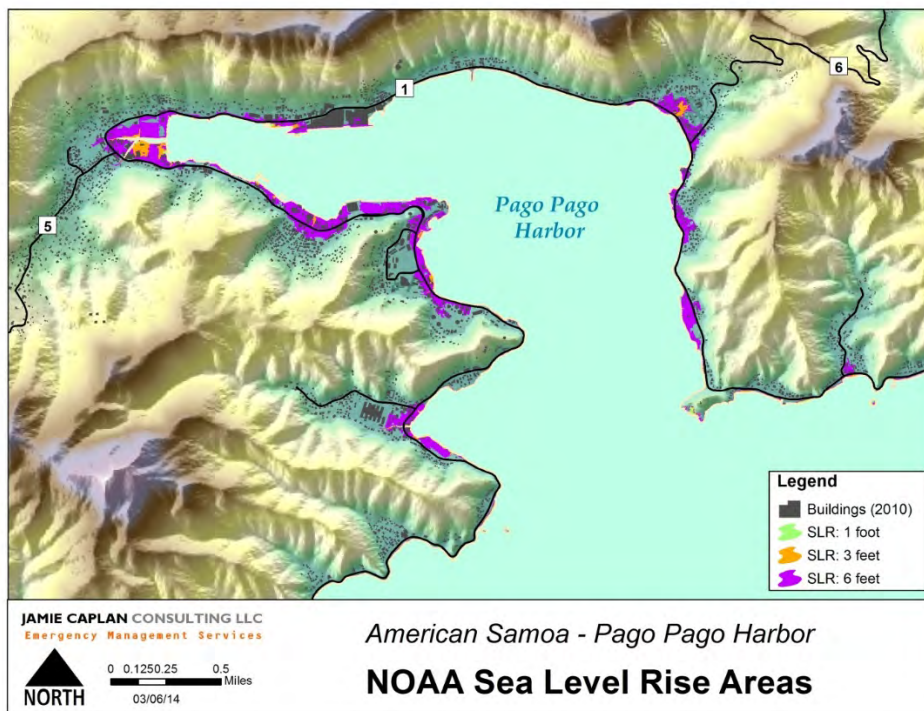 6
1
Pago Pago
Harbor
5
Legend
Buildings (2010)
SLR: 1 foot
SLR: 3 feet
SLR: 6 feet
JAMIE CAPLAN CONSULTING LLC
Emergency Management Services
NORTH
0 0.1250.25 0.5
Miles
03/06/14
American Samoa - Pago Pago Harbor
NOAA Sea Level Rise Areas